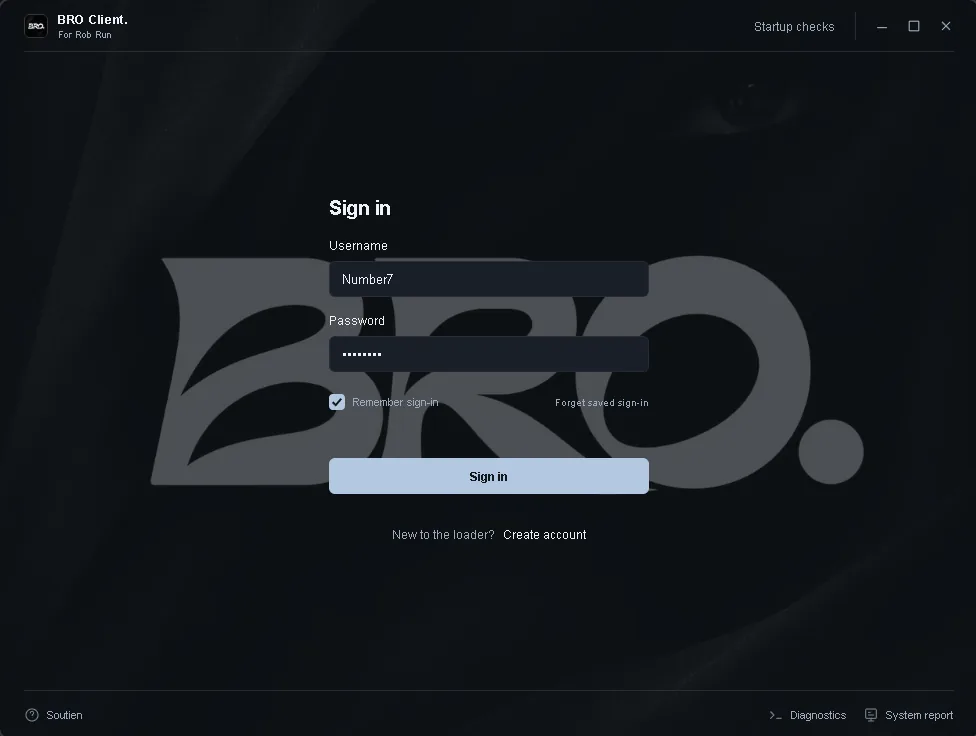 BRO.
BRO Client.
For Rob Run
Startup checks
Sign in
Username
Number7
Password
••••••••
Remember sign-in
Forget saved sign-in
BRO.
Sign in
New to the loader? Create account
Soutien
Diagnostics
System report